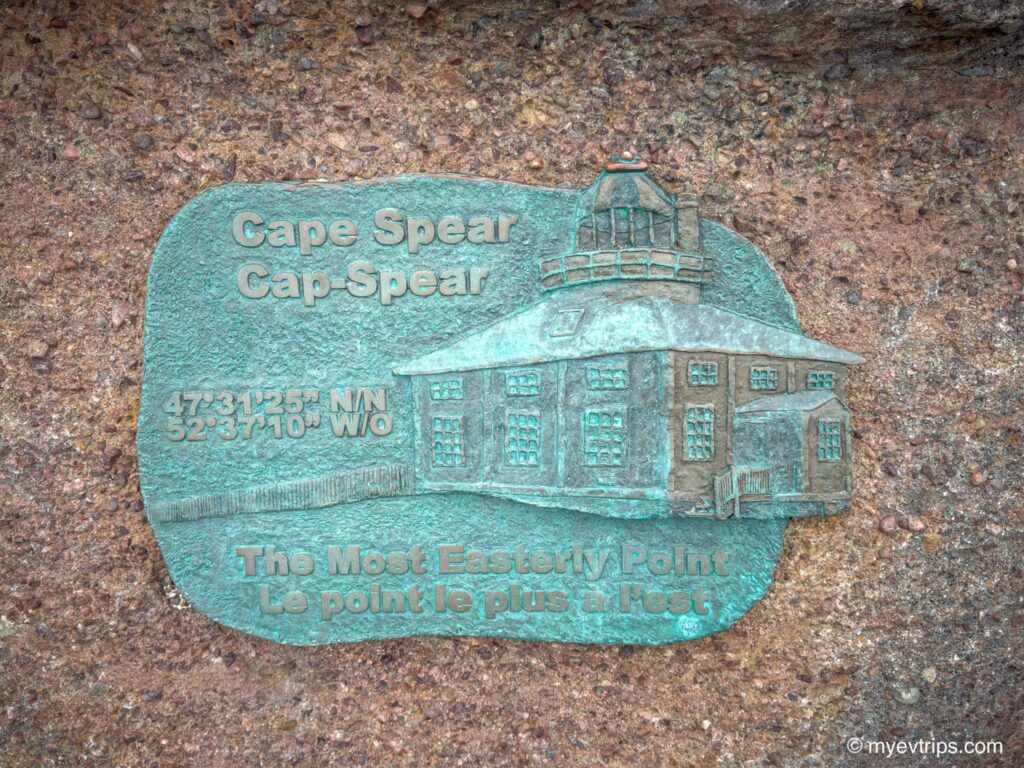 Cape Spear
Cap-Spear
47°31'25" N/N
52°37'10" W/O
The Most Easterly Point
Le point le plus à l'est
© myevtrips.com